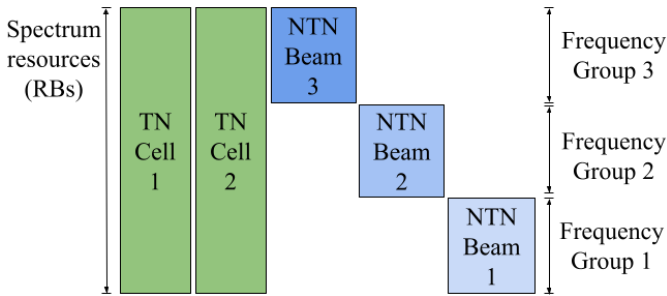 Spectrum
resources
(RBs)
TN
Cell
1
TN
Cell
2
NTN
Beam
3
NTN
Beam
2
NTN
Beam
1
Frequency
Group 3
Frequency
Group 2
Frequency
Group 1